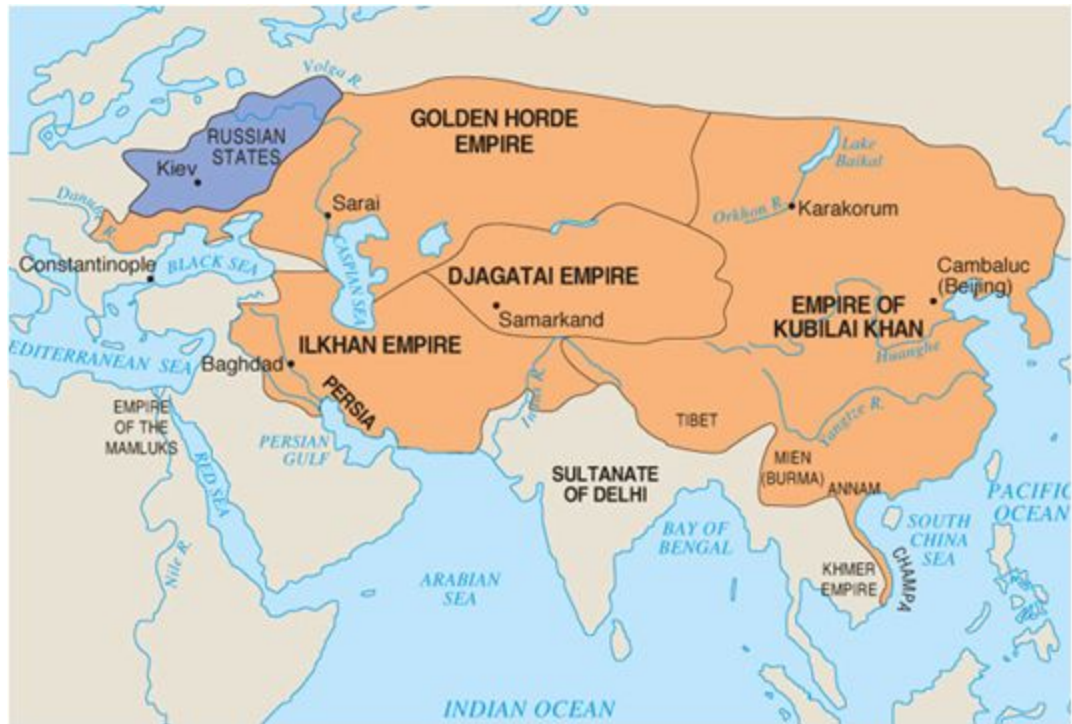 Volga R.
GOLDEN HORDE
EMPIRE
RUSSIAN
STATES
Kiev
Lake
Baikal
Danube R.
Sarai
Orkhon R.
Karakorum
Constantinople
BLACK SEA
CASPIAN SEA
DJAGATAI EMPIRE
Cambaluc
(Beijing)
Samarkand
EMPIRE OF
KUBILAI KHAN
ILKHAN EMPIRE
Huanghe
EDITERRANEAN SEA
Baghdad
PERSIA
Indus R.
EMPIRE
OF THE
MAMLUKS
TIBET
Yangtze R.
PERSIAN
GULF
RED SEA
SULTANATE
OF DELHI
MIEN
(BURMA)
ANNAM
PACIFIC
OCEAN
BAY OF
BENGAL
SOUTH
CHINA
SEA
Nile R.
ARABIAN
SEA
KHMER
EMPIRE
CHAMPA
INDIAN OCEAN